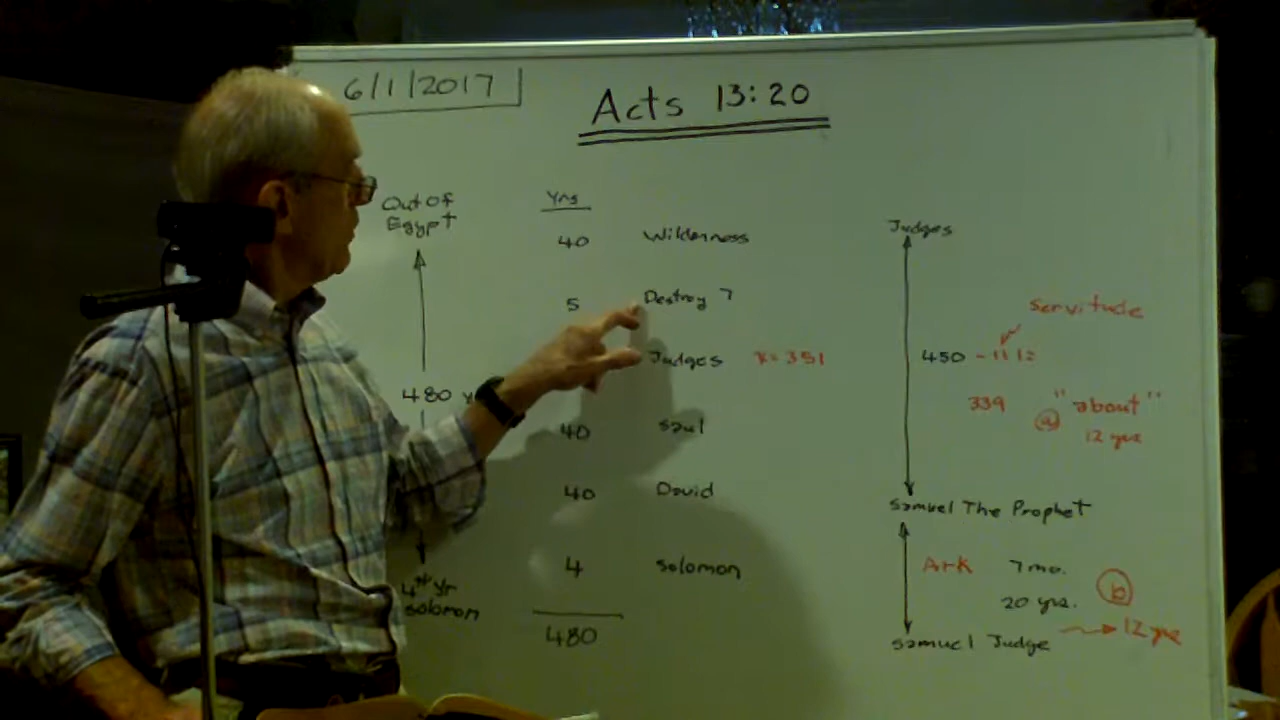 6/1/2017
Acts 13:20
Out Of
Egypt
480 y
4th yr
solomon
Yrs
40 Wilderness
5 Destroy 7
Judges x=351
40 Saul
40 David
4 Solomon
480
Judges
servitude
450 -111
339 "about"
a 12 yrs
Samuel The Prophet
Ark 7 mo.
20 yrs. b
Samuel Judge → 12 yrs